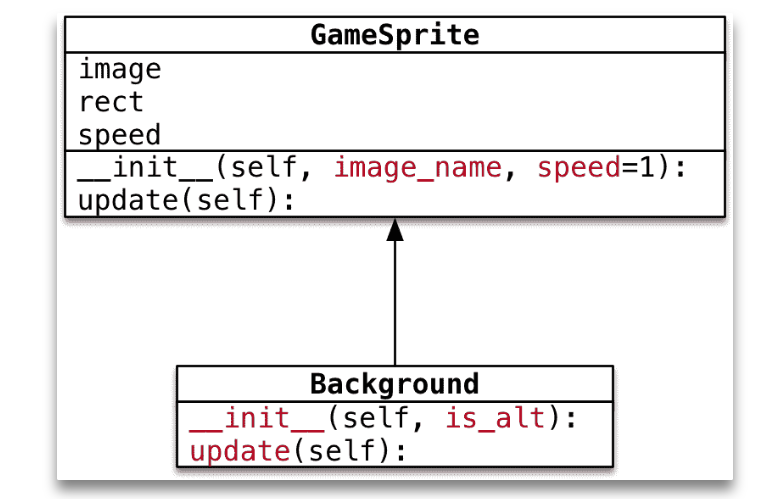 GameSprite
image
rect
speed
__init__(self, image_name, speed=1):
update(self):
Background
__init__(self, is_alt):
update(self):